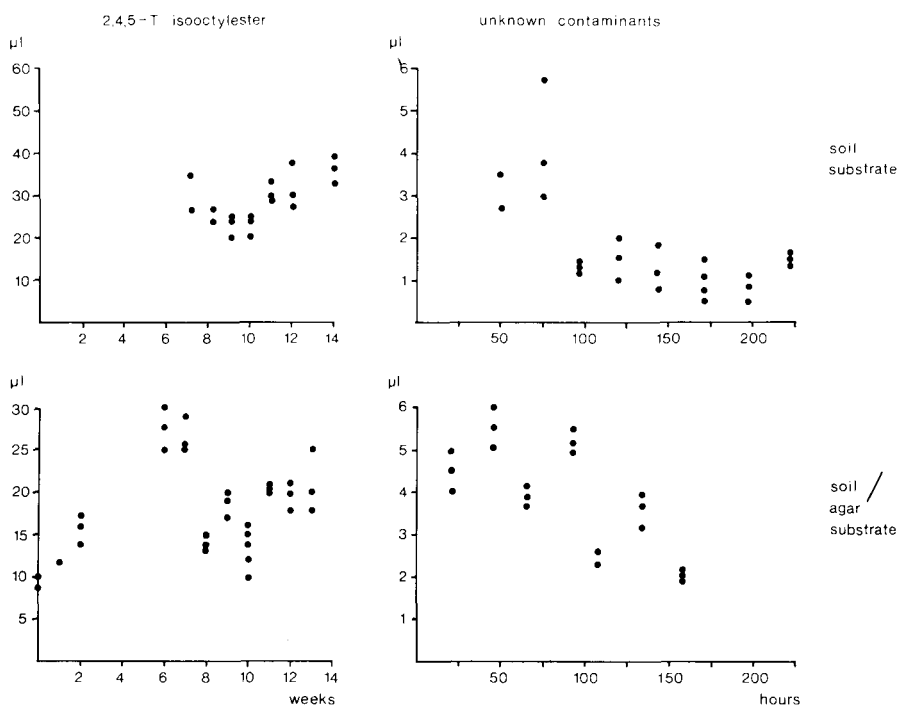 2,4,5-T isooctylester
unknown contaminants
µl
60
50
40
30
20
10
2 4 6 8 10 12 14
µl
6
5
4
3
2
1
50 100 150 200
soil
substrate
µl
30
25
20
15
10
5
2 4 6 8 10 12 14
weeks
µl
6
5
4
3
2
1
50 100 150 200
hours
soil /
agar
substrate